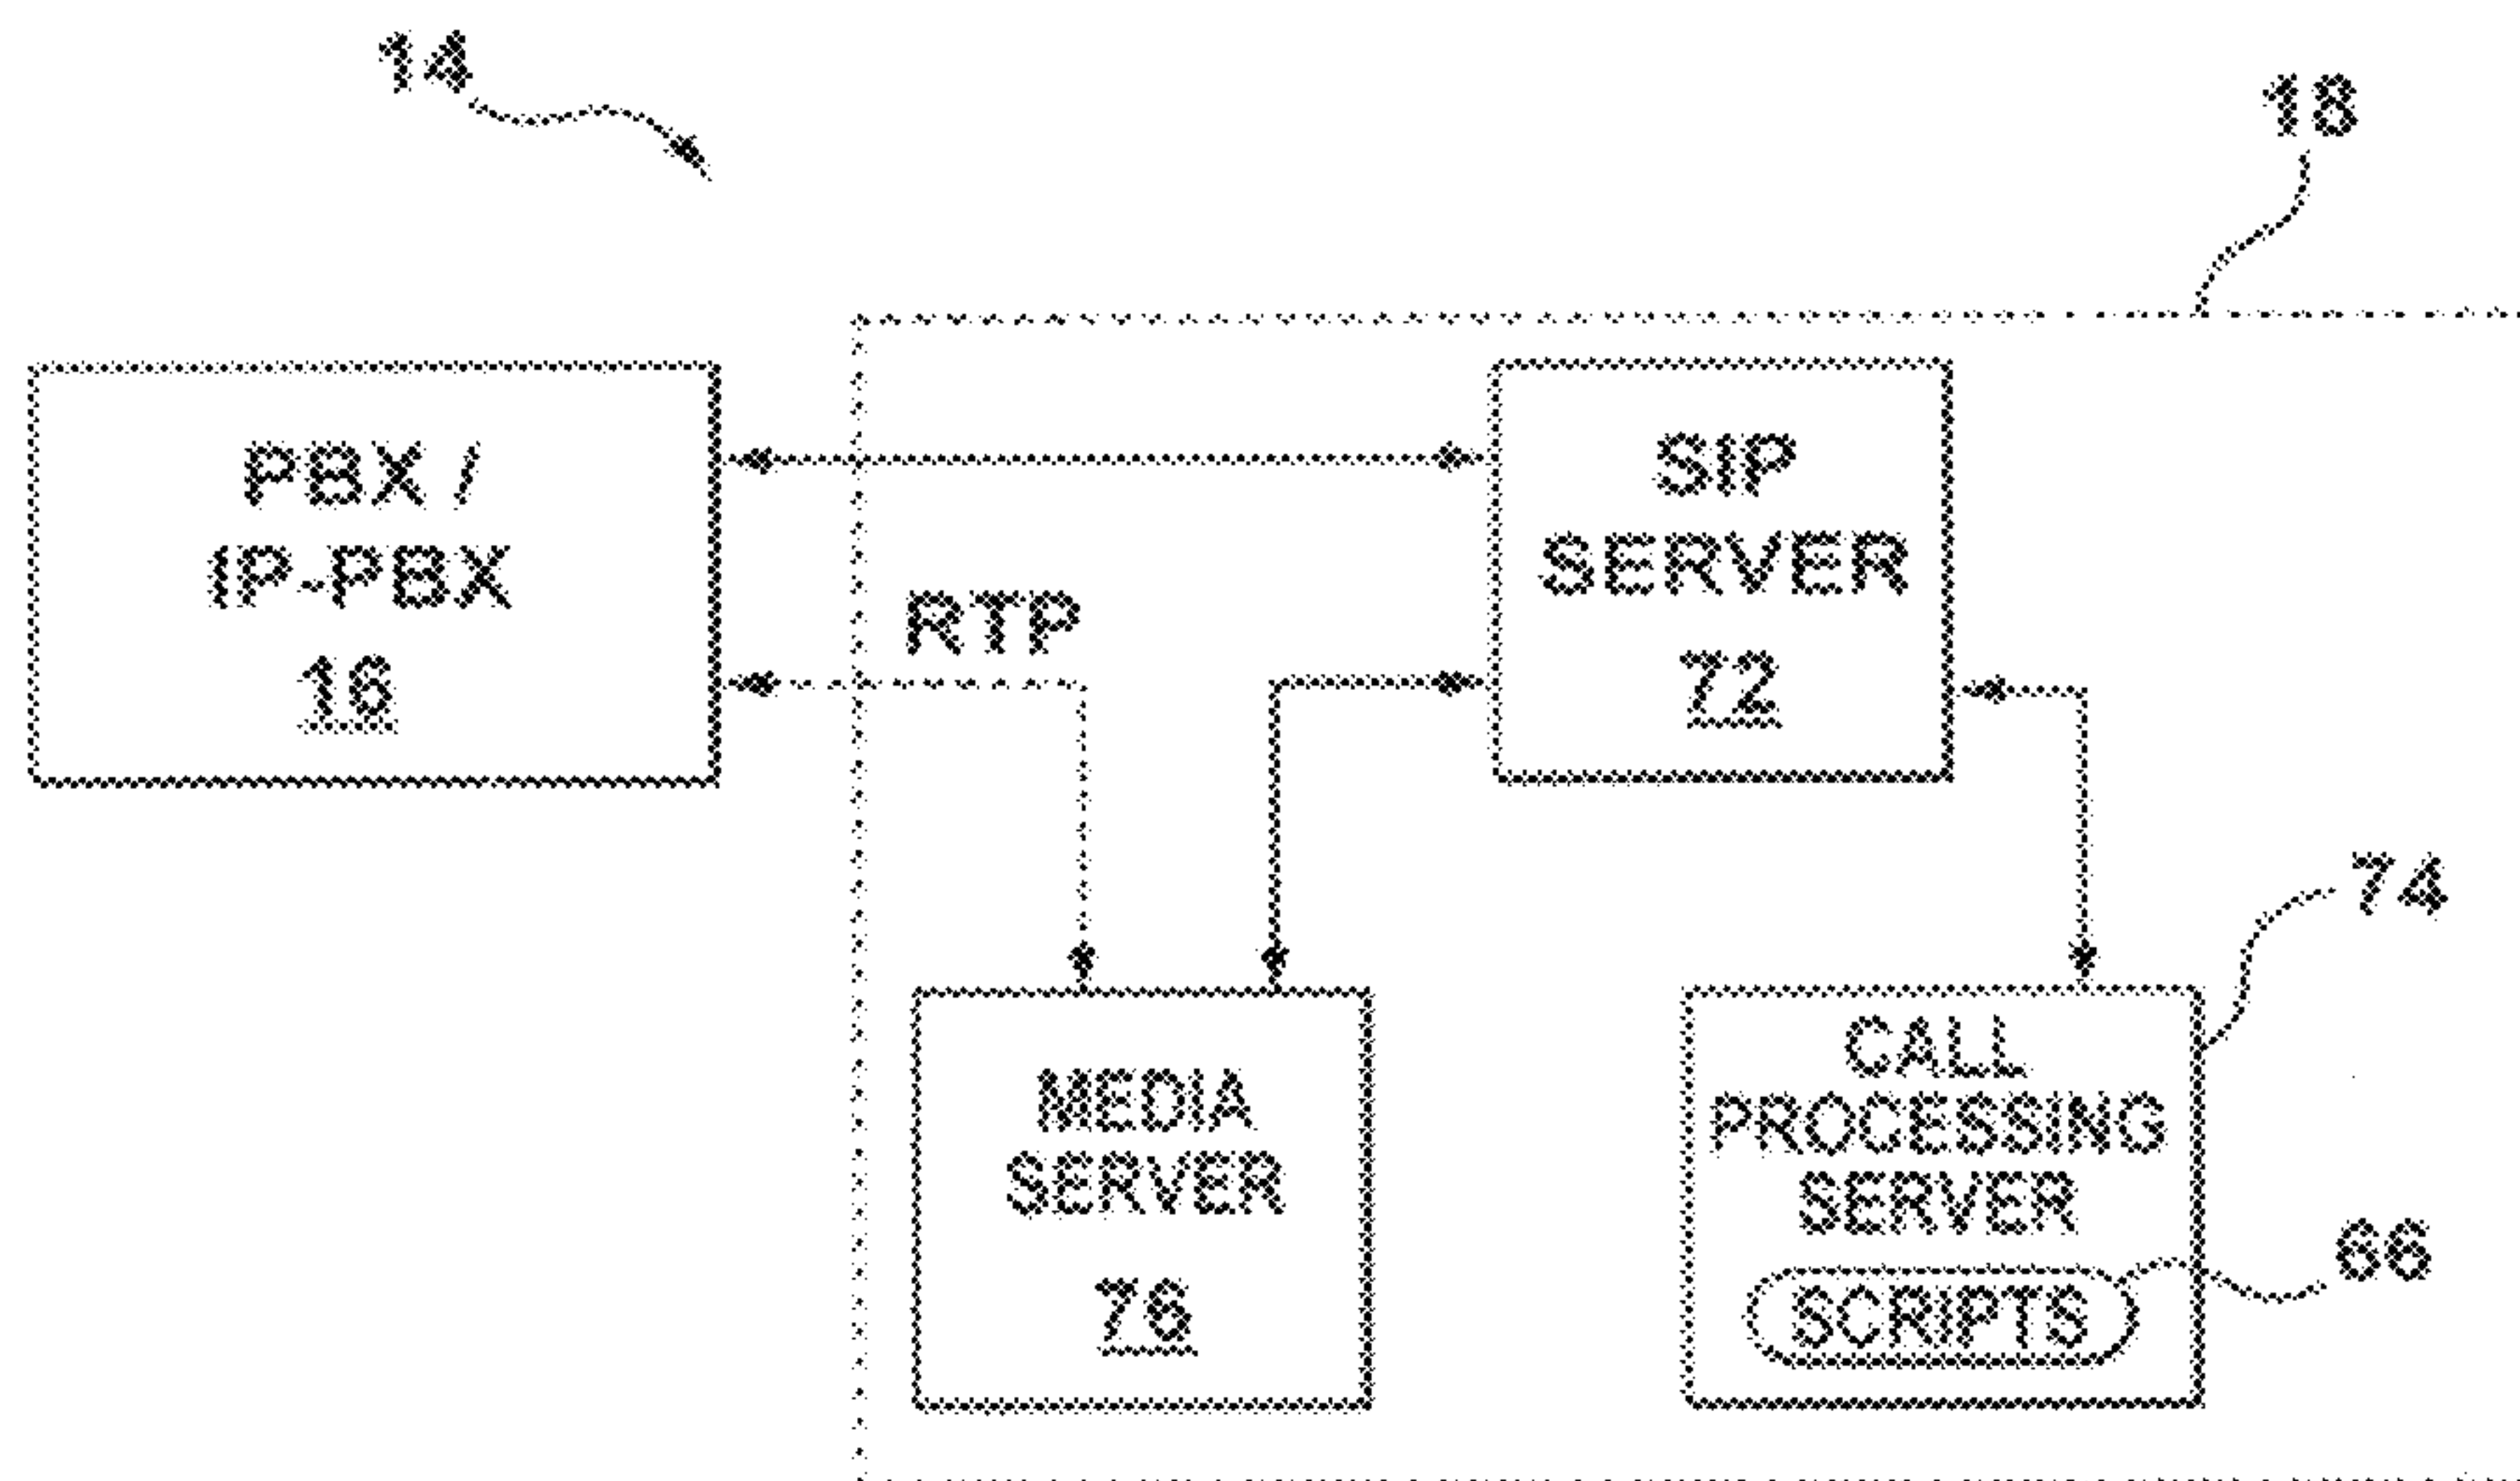 14
18
PBX /
IP-PBX
16
RTP
SIP
SERVER
72
74
MEDIA
SERVER
76
CALL
PROCESSING
SERVER
SCRIPTS
66